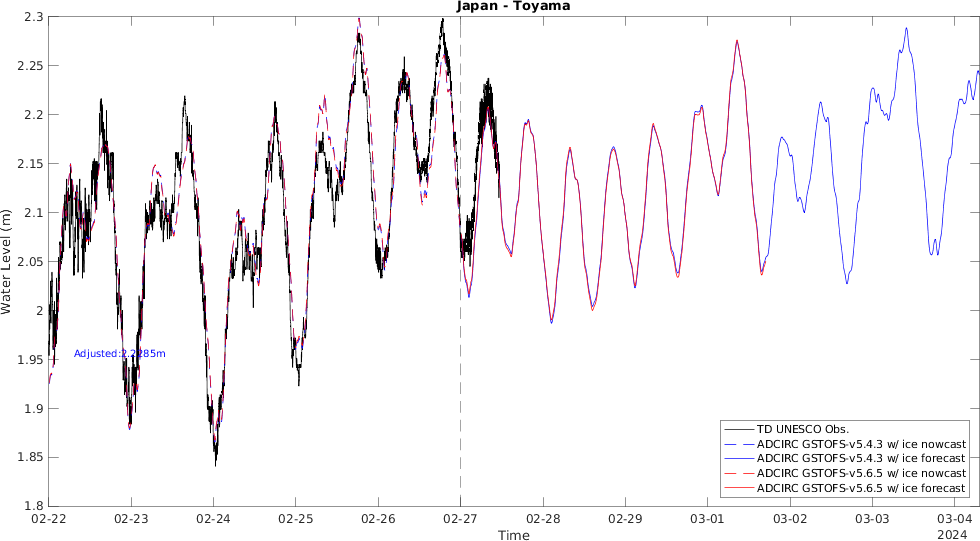 Japan - Toyama
2.3
2.25
2.2
2.15
2.1
2.05
2
1.95
1.9
1.85
1.8
Water Level (m)
Adjusted:2.2285m
TD UNESCO Obs.
ADCIRC GSTOFS-v5.4.3 w/ ice nowcast
ADCIRC GSTOFS-v5.4.3 w/ ice forecast
ADCIRC GSTOFS-v5.6.5 w/ ice nowcast
ADCIRC GSTOFS-v5.6.5 w/ ice forecast
02-22 02-23 02-24 02-25 02-26 02-27 02-28 02-29 03-01 03-02 03-03 03-04
Time
2024